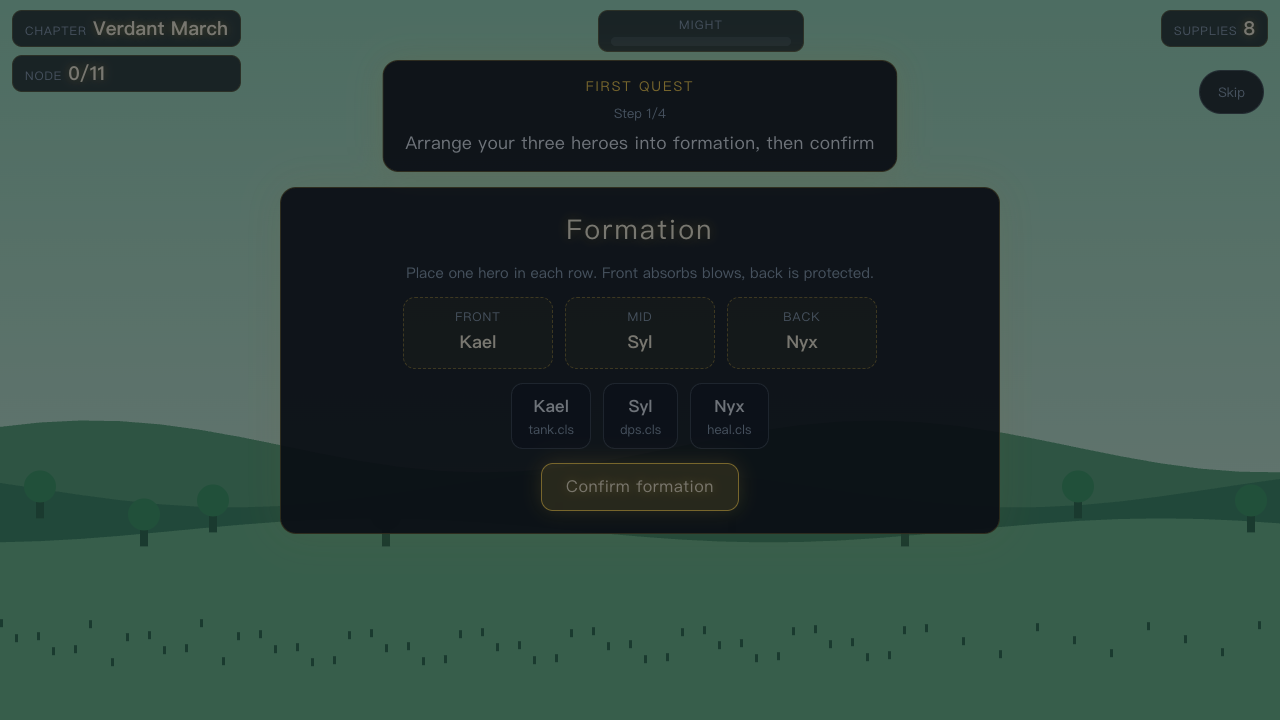 CHAPTER Verdant March
NODE 0/11
MIGHT
SUPPLIES 8
Skip
FIRST QUEST
Step 1/4
Arrange your three heroes into formation, then confirm
Formation
Place one hero in each row. Front absorbs blows, back is protected.
FRONT MID BACK
Kael Syl Nyx
Kael Syl Nyx
tank.cls dps.cls heal.cls
Confirm formation